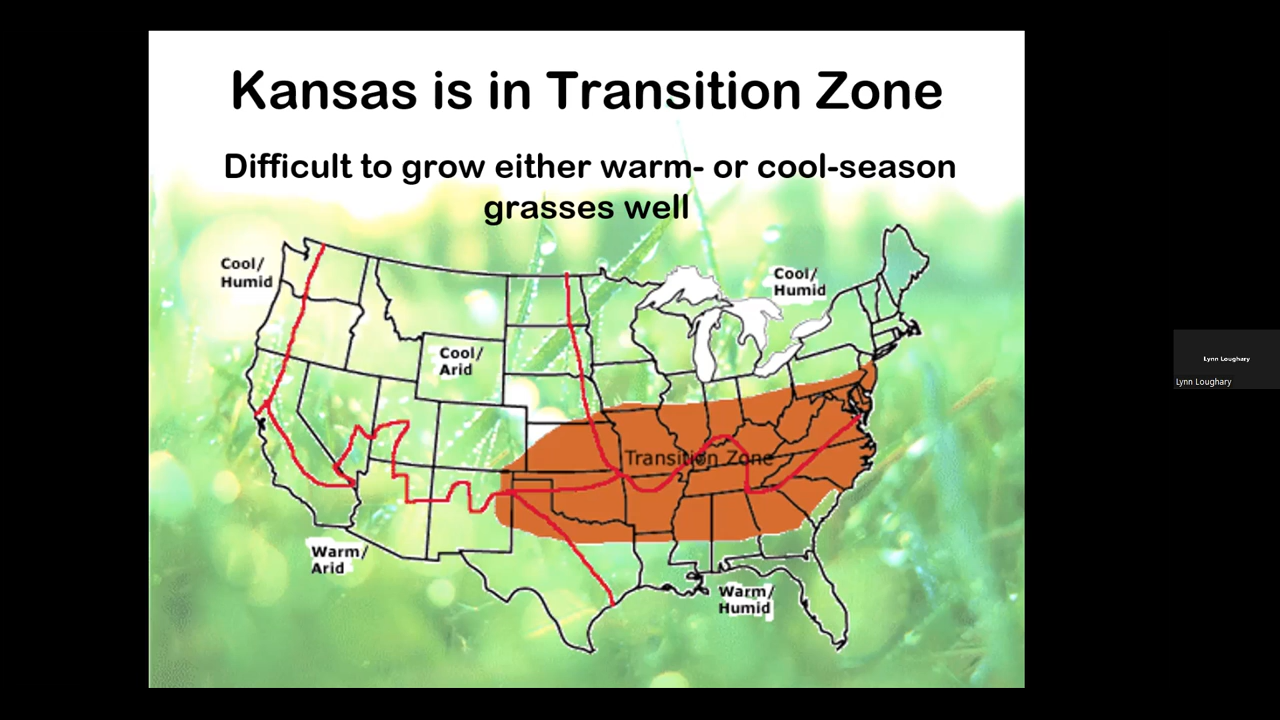 Kansas is in Transition Zone
Difficult to grow either warm- or cool-season
grasses well
Cool/
Humid
Cool/
Humid
Cool/
Arid
Transition Zone
Warm/
Arid
Warm/
Humid
Lynn Loughary
Lynn Loughary